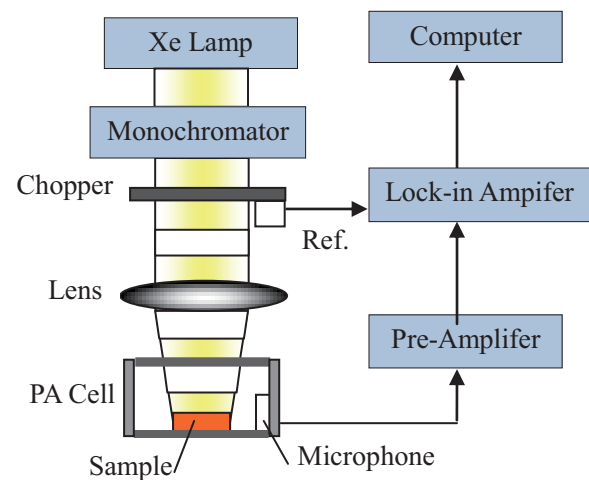 Xe Lamp
Computer
Monochromator
Chopper
Lock-in Ampifer
Ref.
Lens
Pre-Amplifer
PA Cell
Sample
Microphone